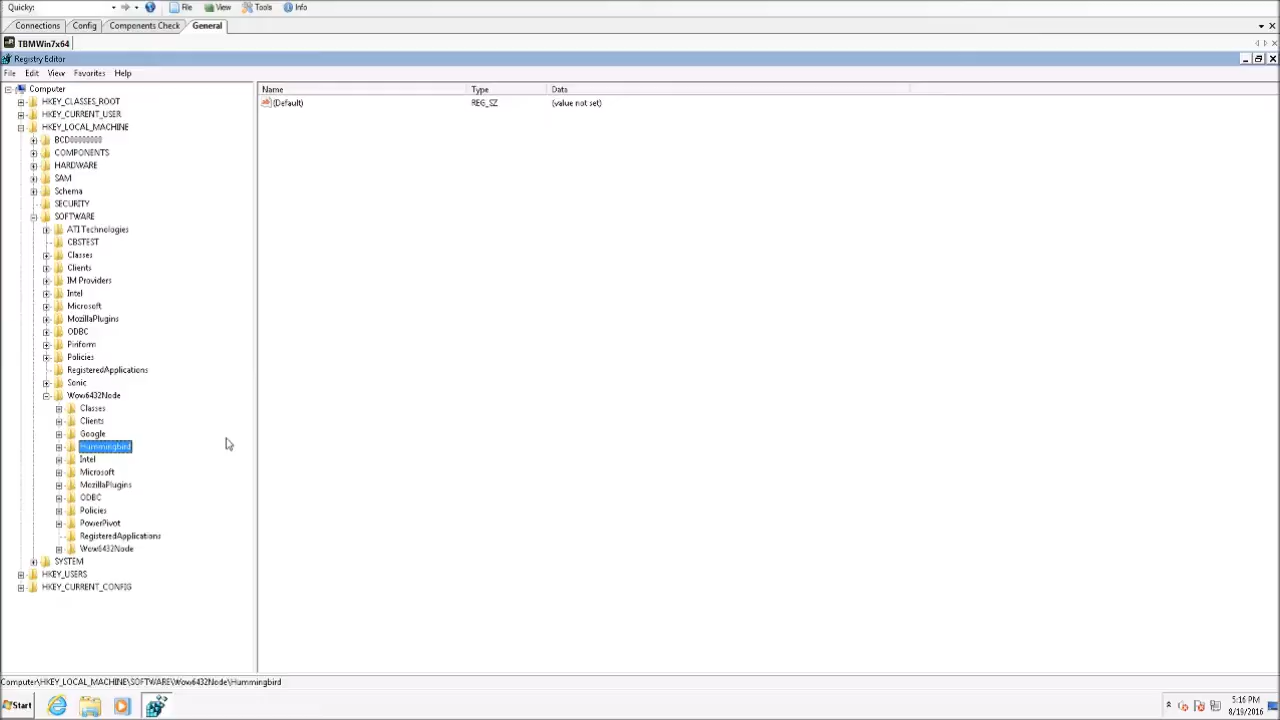 Quicky: File View Tools Info
Connections Config Components Check General
TBMWin7x64
Registry Editor
File Edit View Favorites Help
Computer
HKEY_CLASSES_ROOT
HKEY_CURRENT_USER
HKEY_LOCAL_MACHINE
BCD00000000
COMPONENTS
HARDWARE
SAM
Schema
SECURITY
SOFTWARE
ATI Technologies
CBSTEST
Classes
Clients
IM Providers
Intel
Microsoft
MozillaPlugins
ODBC
Piriform
Policies
RegisteredApplications
Sonic
Wow6432Node
Classes
Clients
Google
Hummingbird
Intel
Microsoft
MozillaPlugins
ODBC
Policies
PowerPivot
RegisteredApplications
Wow6432Node
SYSTEM
HKEY_USERS
HKEY_CURRENT_CONFIG
Name Type Data
(Default) REG_SZ (value not set)
Computer\HKEY_LOCAL_MACHINE\SOFTWARE\Wow6432Node\Hummingbird
Start
5:16 PM
8/19/2016